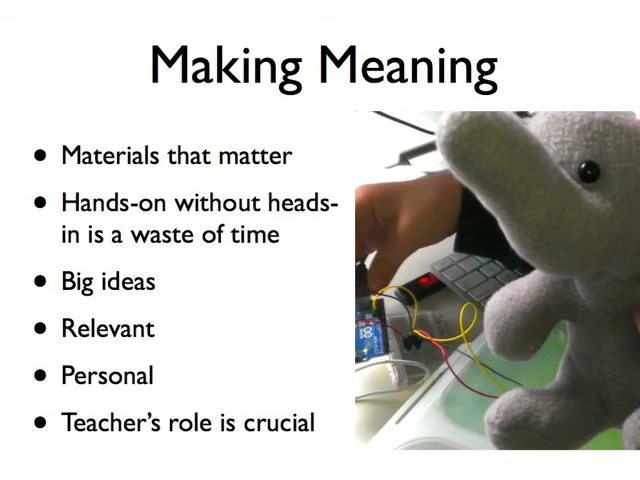 Making Meaning
• Materials that matter
• Hands-on without heads-
in is a waste of time
• Big ideas
• Relevant
• Personal
• Teacher's role is crucial